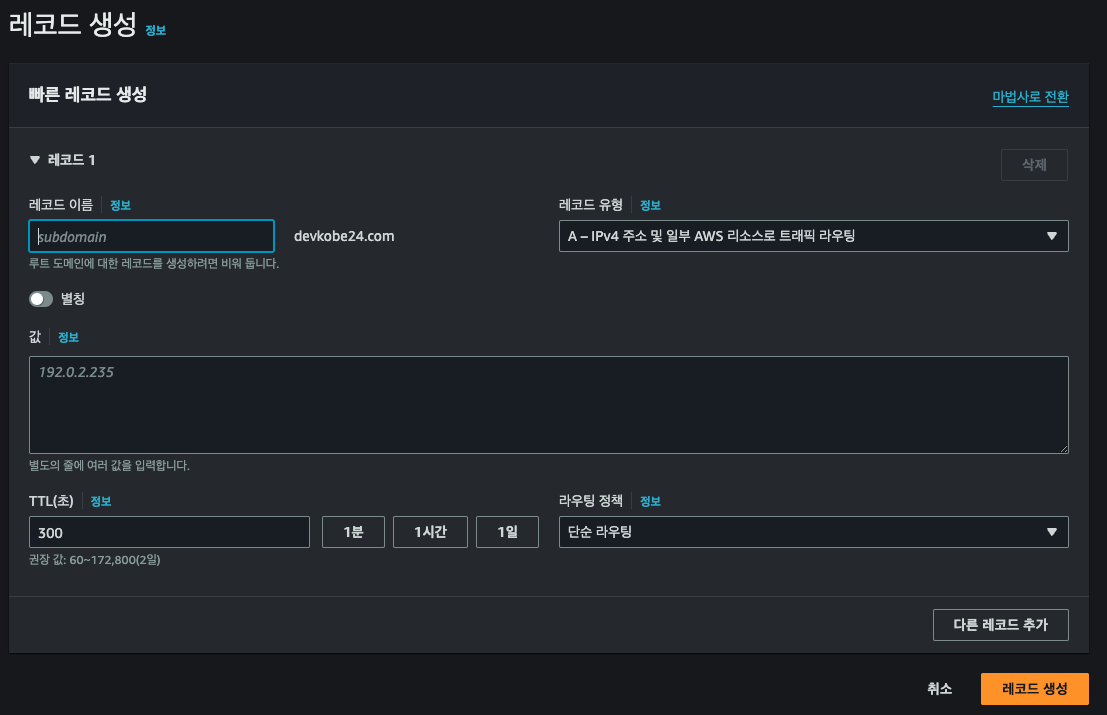 레코드 생성 정보
빠른 레코드 생성
마법사로 전환
▼ 레코드 1
삭제
레코드 이름 정보
subdomain
devkobe24.com
루트 도메인에 대한 레코드를 생성하려면 비워 둡니다.
레코드 유형 정보
A – IPv4 주소 및 일부 AWS 리소스로 트래픽 라우팅
별칭
값 정보
192.0.2.235
별도의 줄에 여러 값을 입력합니다.
TTL(초) 정보
300
1분
1시간
1일
권장 값: 60~172,800(2일)
라우팅 정책 정보
단순 라우팅
다른 레코드 추가
취소
레코드 생성